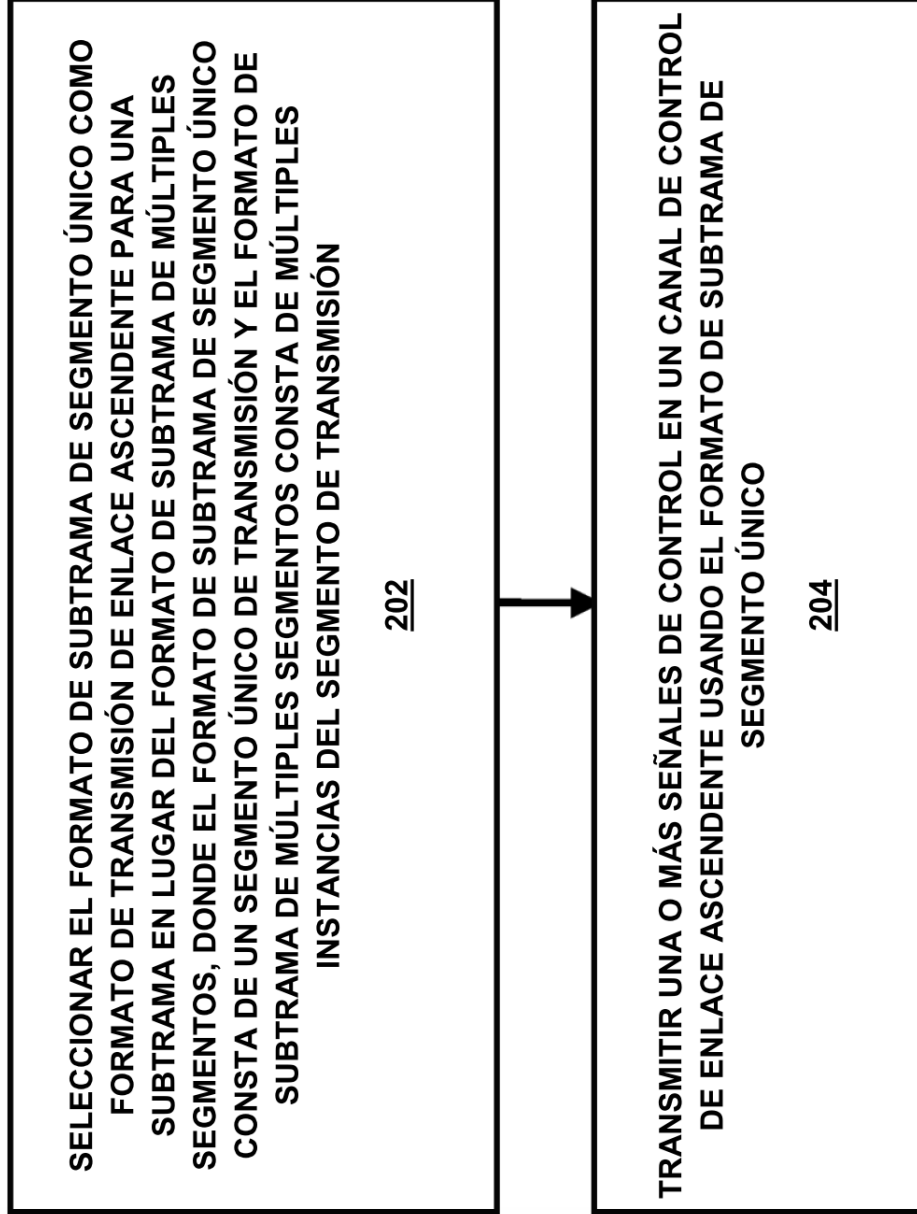 SELECCIONAR EL FORMATO DE SUBTRAMA DE SEGMENTO ÚNICO COMO
FORMATO DE TRANSMISIÓN DE ENLACE ASCENDENTE PARA UNA
SUBTRAMA EN LUGAR DEL FORMATO DE SUBTRAMA DE MÚLTIPLES
SEGMENTOS, DONDE EL FORMATO DE SUBTRAMA DE SEGMENTO ÚNICO
CONSTA DE UN SEGMENTO ÚNICO DE TRANSMISIÓN Y EL FORMATO DE
SUBTRAMA DE MÚLTIPLES SEGMENTOS CONSTA DE MÚLTIPLES
INSTANCIAS DEL SEGMENTO DE TRANSMISIÓN
202
TRANSMITIR UNA O MÁS SEÑALES DE CONTROL EN UN CANAL DE CONTROL
DE ENLACE ASCENDENTE USANDO EL FORMATO DE SUBTRAMA DE
SEGMENTO ÚNICO
204